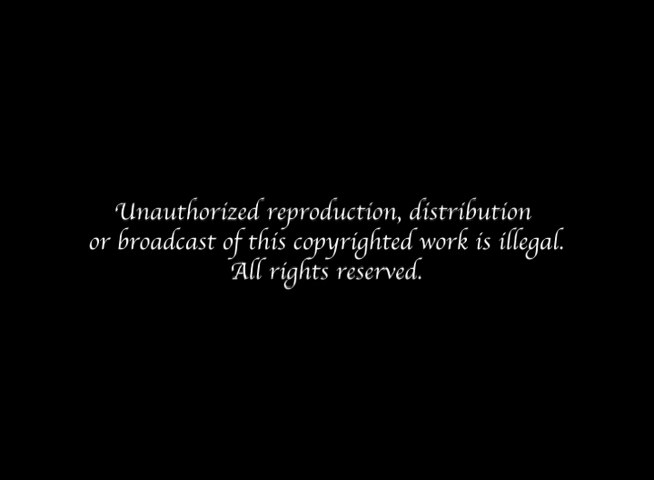 Unauthorized reproduction, distribution
or broadcast of this copyrighted work is illegal.
All rights reserved.